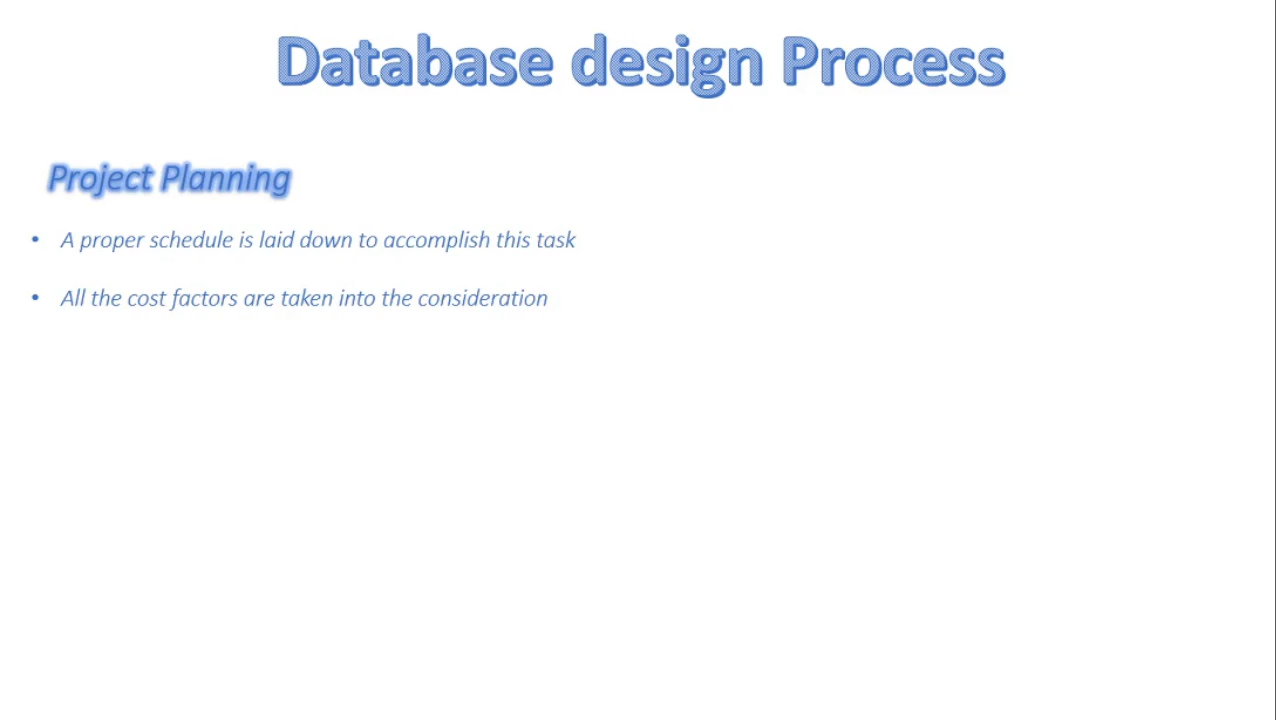 Database design Process
Project Planning
• A proper schedule is laid down to accomplish this task
• All the cost factors are taken into the consideration